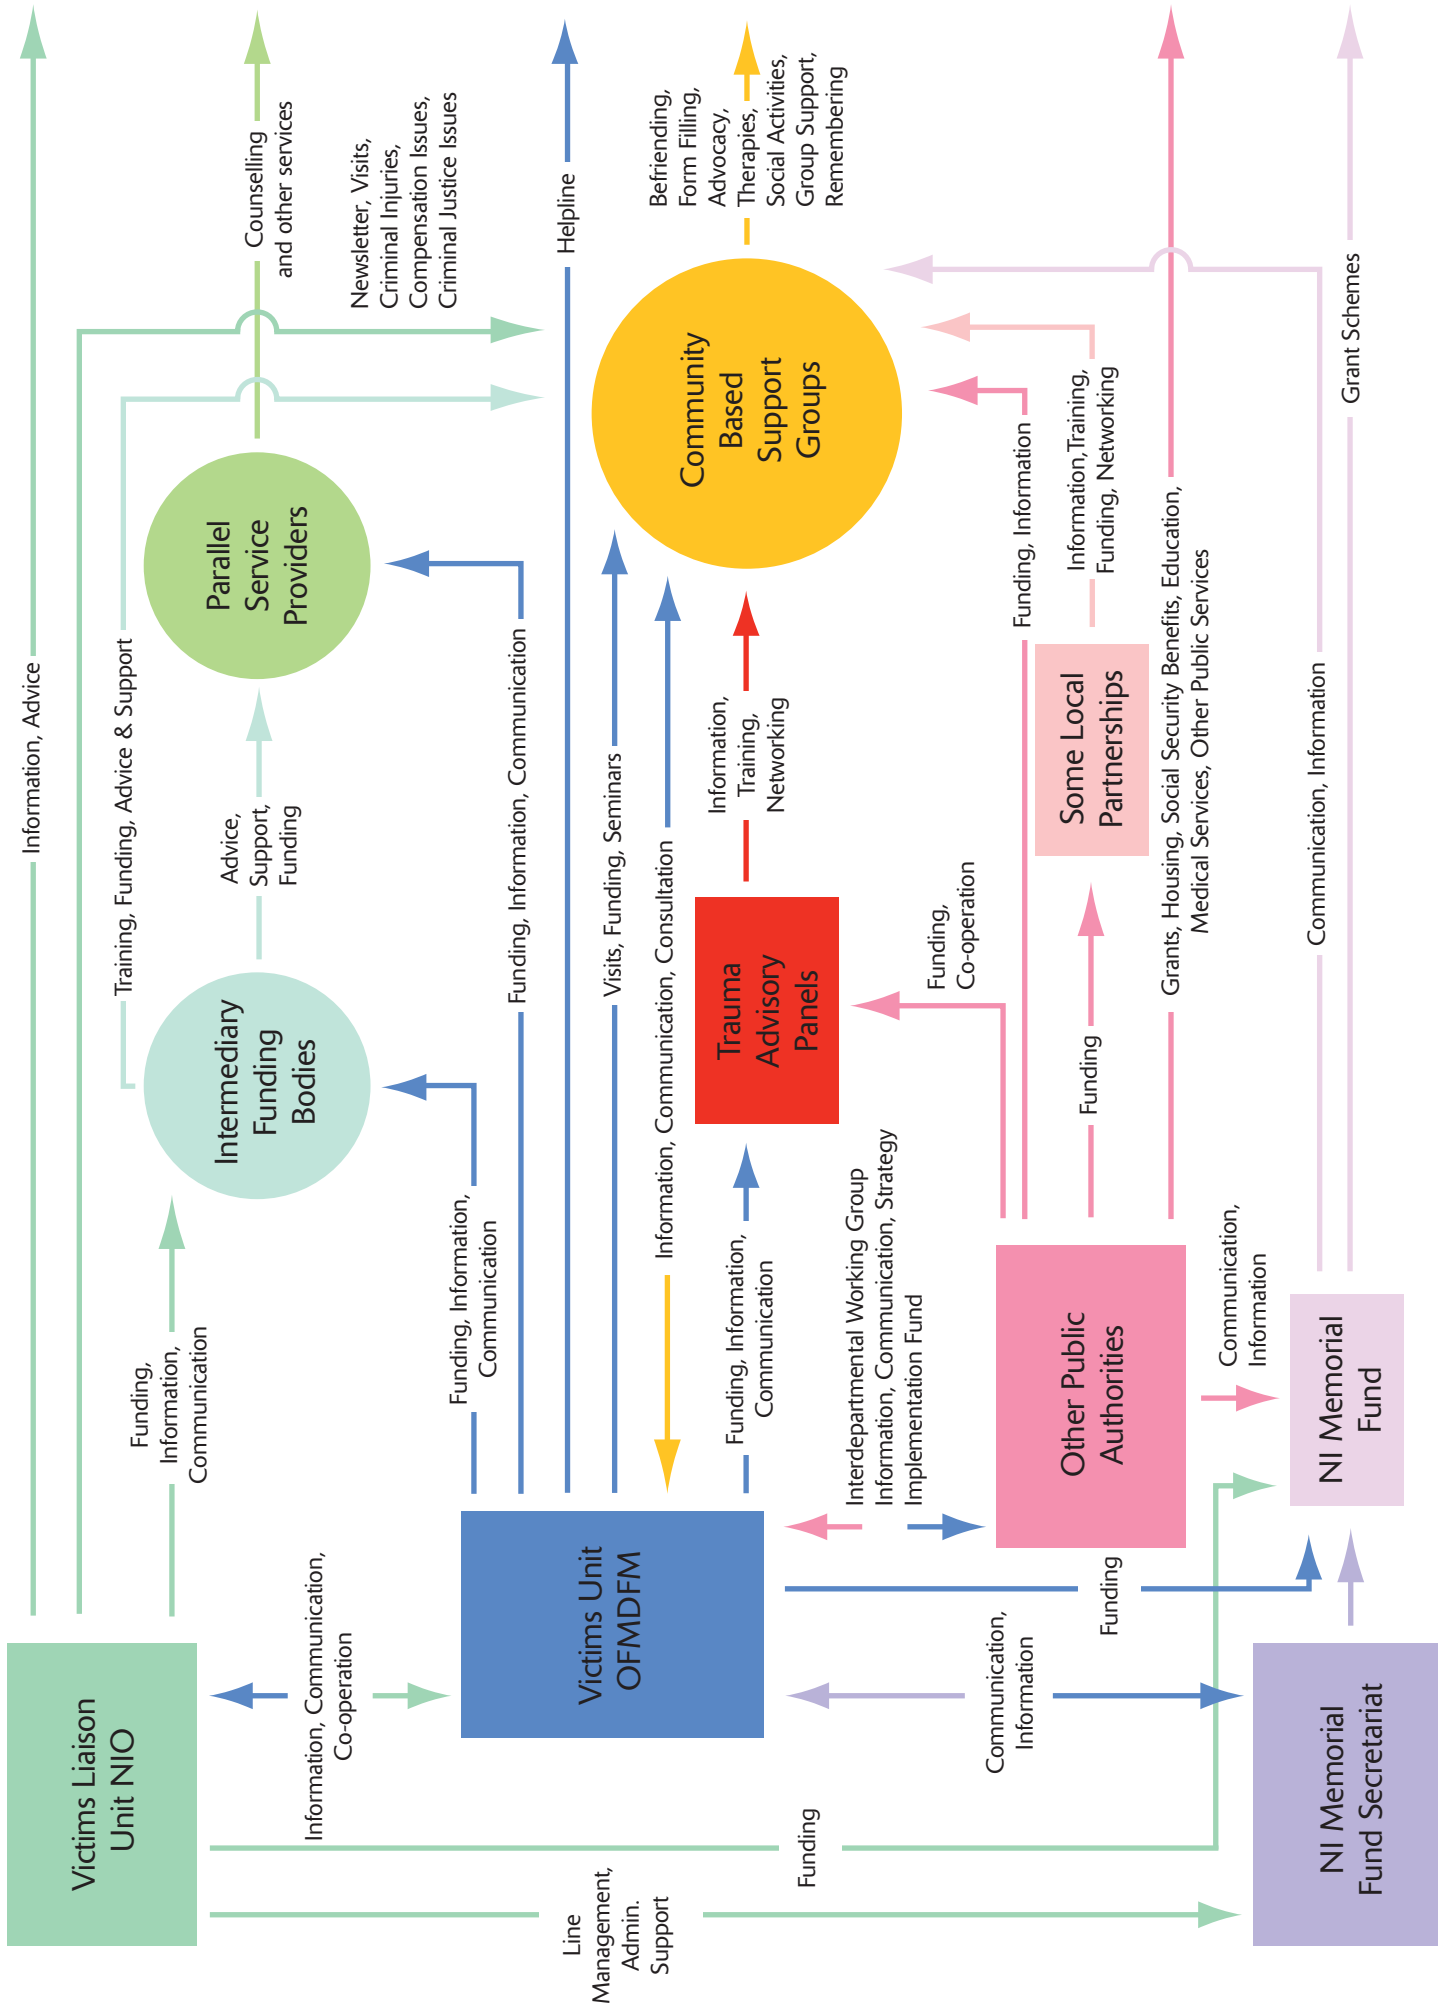 Information, Advice
Counselling
and other services
Newsletter, Visits,
Criminal Injuries,
Compensation Issues,
Criminal Justice Issues
Training, Funding, Advice & Support
Victims Liaison
Unit NIO
Funding,
Information,
Communication
Intermediary
Funding
Bodies
Advice,
Support,
Funding
Parallel
Service
Providers
Information, Communication,
Co-operation
Funding, Information,
Communication
Funding, Information, Communication
Helpline
Visits, Funding, Seminars
Information, Communication, Consultation
Victims Unit
OFMDFM
Funding, Information,
Communication
Trauma
Advisory
Panels
Information,
Training,
Networking
Community
Based
Support
Groups
Befriending,
Form Filling,
Advocacy,
Therapies,
Social Activities,
Group Support,
Remembering
Line
Management,
Admin.
Support
Funding
Interdepartmental Working Group
Information, Communication, Strategy
Implementation Fund
Funding,
Co-operation
Funding, Information
Communication,
Information
Funding
Other Public
Authorities
Funding
Some Local
Partnerships
Information,Training,
Funding, Networking
Grants, Housing, Social Security Benefits, Education,
Medical Services, Other Public Services
Communication,
Information
NI Memorial
Fund Secretariat
NI Memorial
Fund
Communication, Information
Grant Schemes